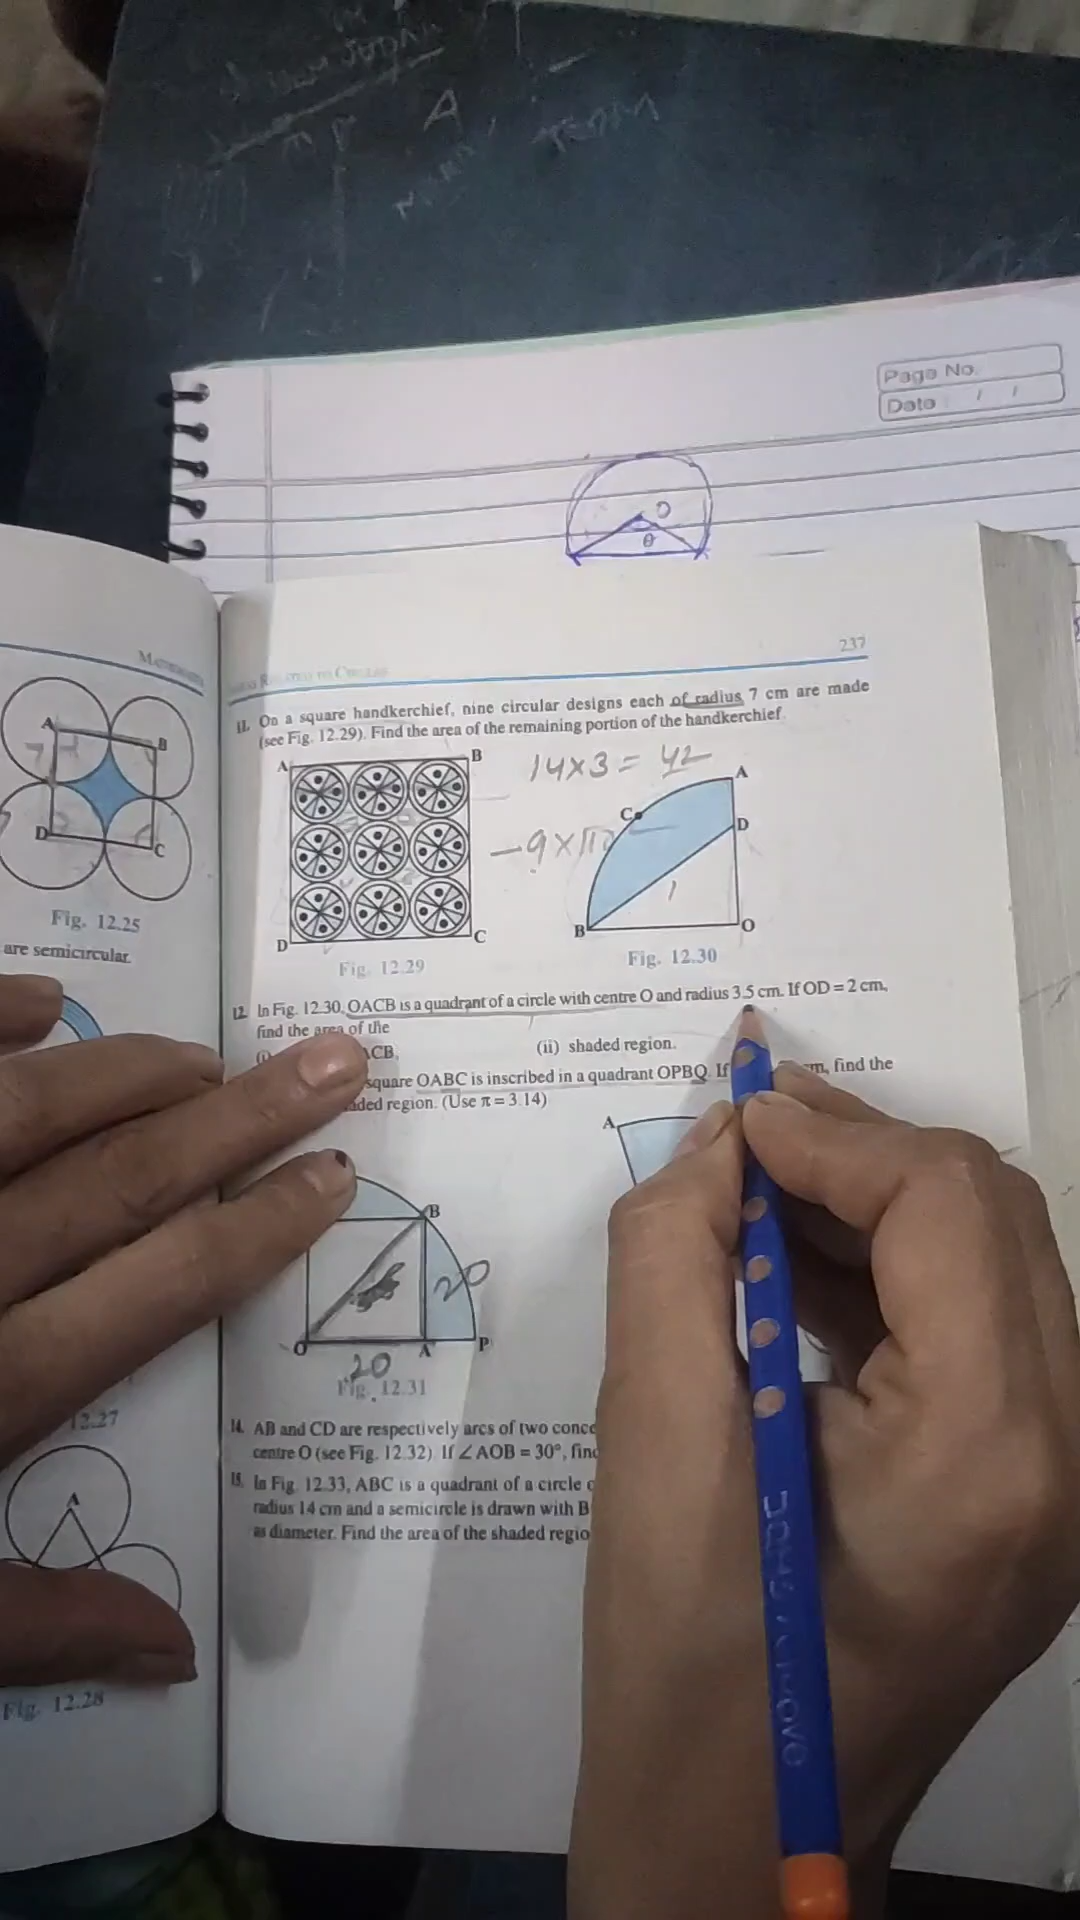 Page No.
Date / /
O
θ
MATHEMATICS
237
11. On a square handkerchief, nine circular designs each of radius 7 cm are made
(see Fig. 12.29). Find the area of the remaining portion of the handkerchief.
A B
D C
Fig. 12.29
14×3 = 42
A
C
D
B O
Fig. 12.30
A
B
D
C
Fig. 12.25
are semicircular.
12. In Fig. 12.30, OACB is a quadrant of a circle with centre O and radius 3.5 cm. If OD = 2 cm,
find the area of the
(i) ACB,
(ii) shaded region.
square OABC is inscribed in a quadrant OPBQ. If cm, find the
region. (Use π = 3.14)
A
B
20
O A P
20
Fig. 12.31
12.27
A
Fig. 12.28
14. AB and CD are respectively arcs of two
centre O (see Fig. 12.32). If ∠ AOB = 30°,
15. In Fig. 12.33, ABC is a quadrant of a circle
radius 14 cm and a semicircle is drawn with B
as diameter. Find the area of the shaded